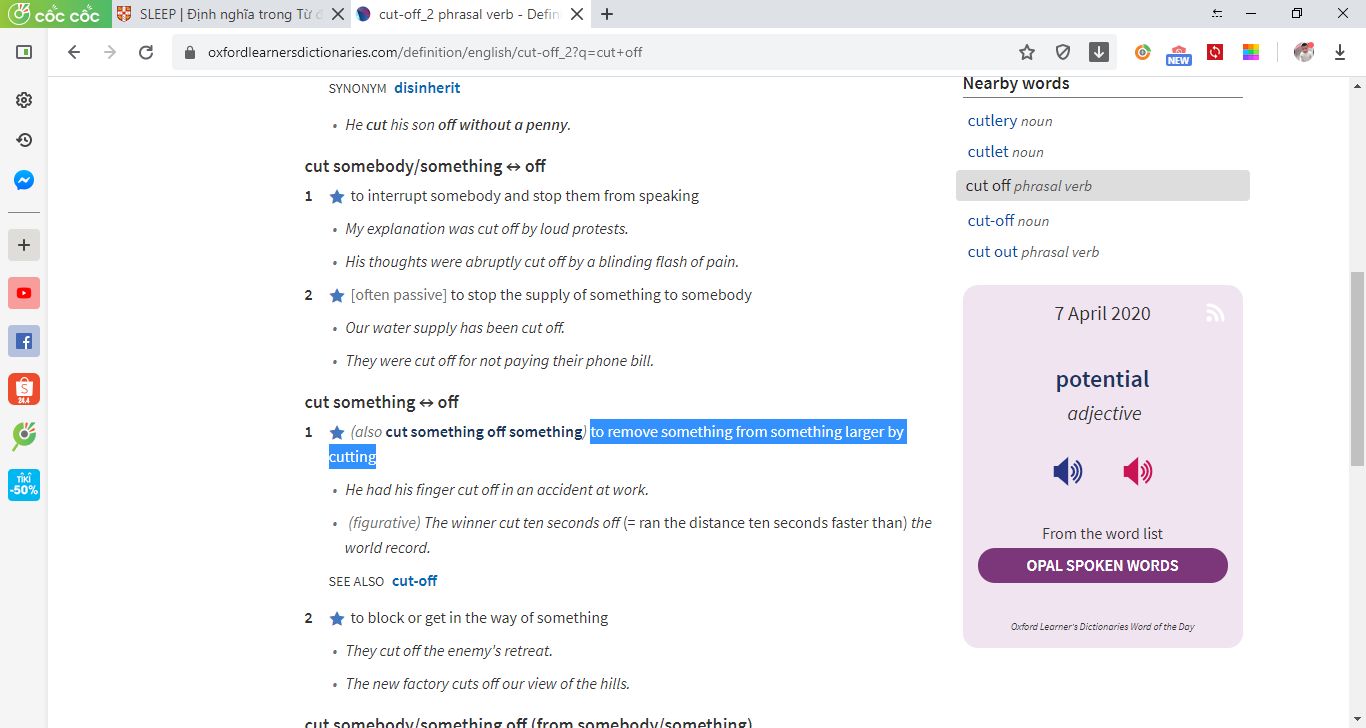 cốc cốc
SLEEP | Định nghĩa trong Từ đ
cut-off_2 phrasal verb - Defin
oxfordlearnersdictionaries.com/definition/english/cut-off_2?q=cut+off
NEW
SYNONYM disinherit
• He cut his son off without a penny.
cut somebody/something ↔ off
1 ★ to interrupt somebody and stop them from speaking
• My explanation was cut off by loud protests.
• His thoughts were abruptly cut off by a blinding flash of pain.
2 ★ [often passive] to stop the supply of something to somebody
• Our water supply has been cut off.
• They were cut off for not paying their phone bill.
cut something ↔ off
1 ★ (also cut something off something) to remove something from something larger by
cutting
• He had his finger cut off in an accident at work.
• (figurative) The winner cut ten seconds off (= ran the distance ten seconds faster than) the
world record.
SEE ALSO cut-off
2 ★ to block or get in the way of something
• They cut off the enemy's retreat.
• The new factory cuts off our view of the hills.
cut somebody/something off (from somebody/something)
Nearby words
cutlery noun
cutlet noun
cut off phrasal verb
cut-off noun
cut out phrasal verb
7 April 2020
potential
adjective
From the word list
OPAL SPOKEN WORDS
Oxford Learner's Dictionaries Word of the Day
24.4
TIKI
-50%